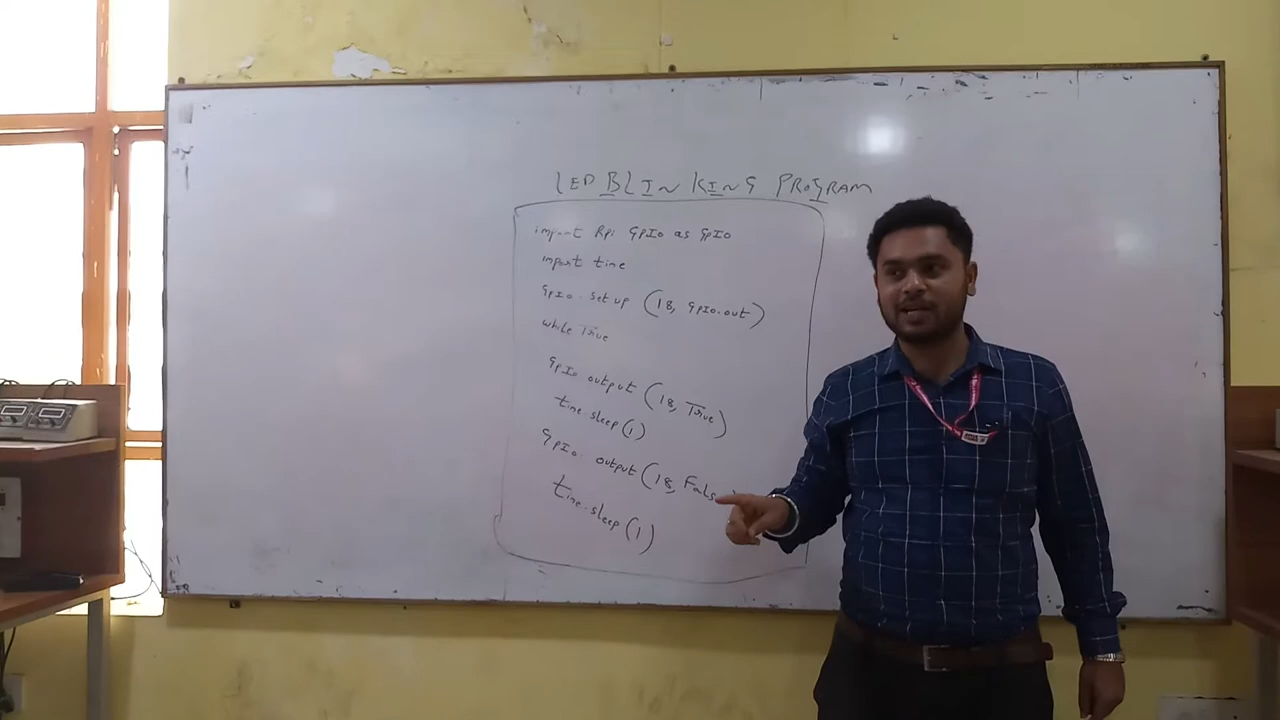 LED BLINKING PROGRAM
import Rpi GPIO as GPIO
import time
GPIO.setup (18, GPIO.out)
while True
GPIO output (18, True)
time.sleep(1)
GPIO output (18, Fals
time.sleep(1)